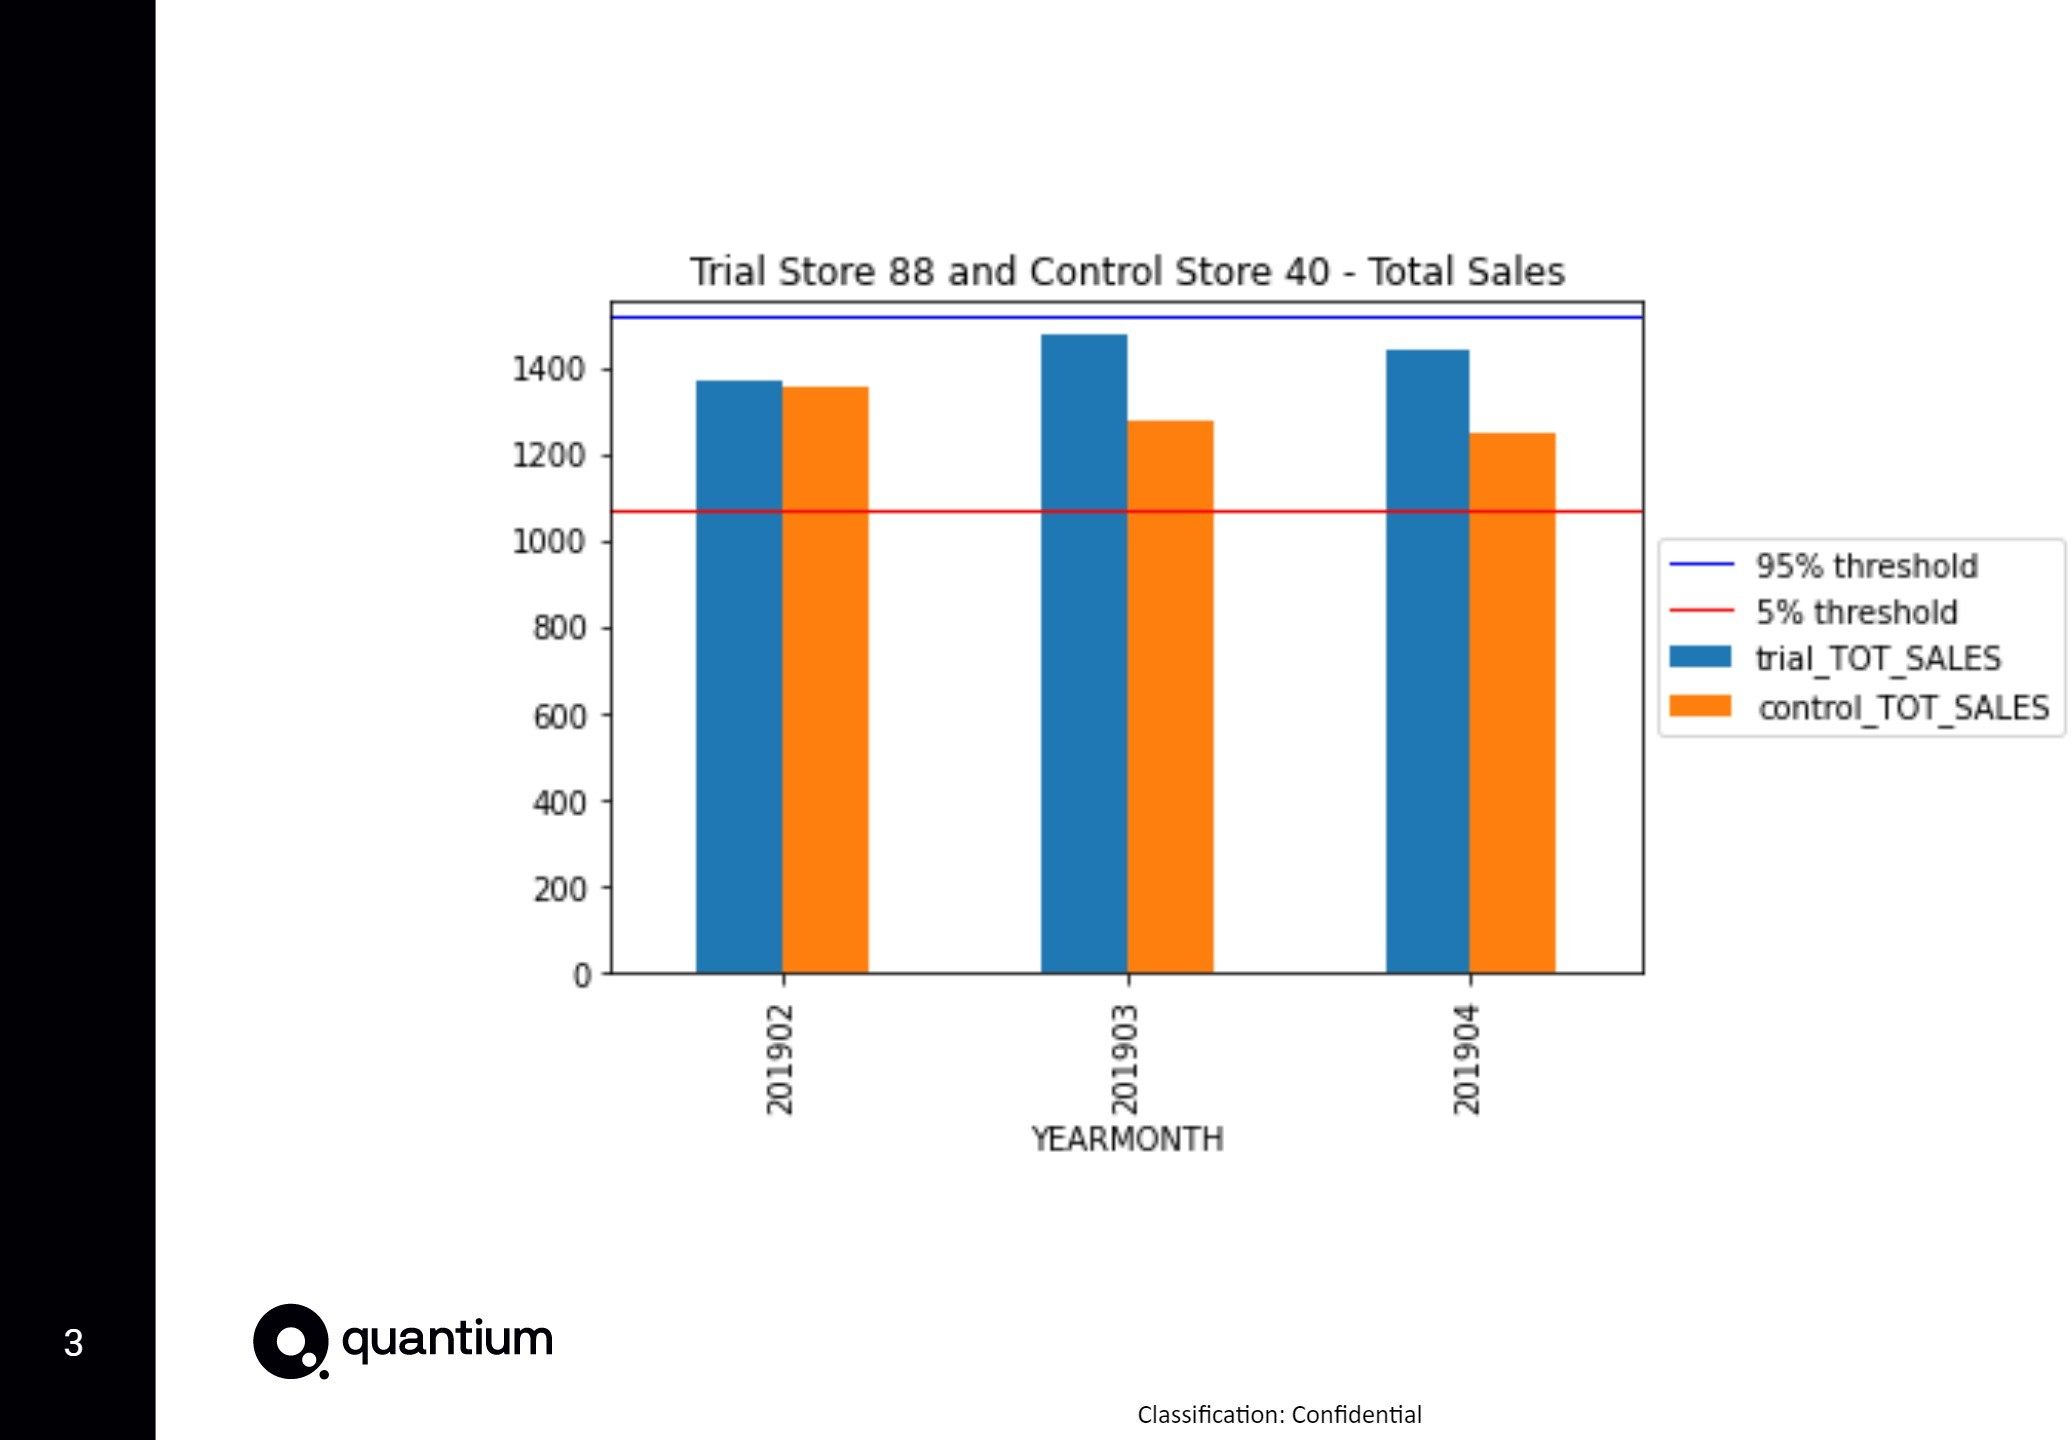 Trial Store 88 and Control Store 40 - Total Sales
1400
1200
1000
800
600
400
200
0
201902
201903
201904
YEARMONTH
95% threshold
5% threshold
trial_TOT_SALES
control_TOT_SALES
3
quantium
Classification: Confidential